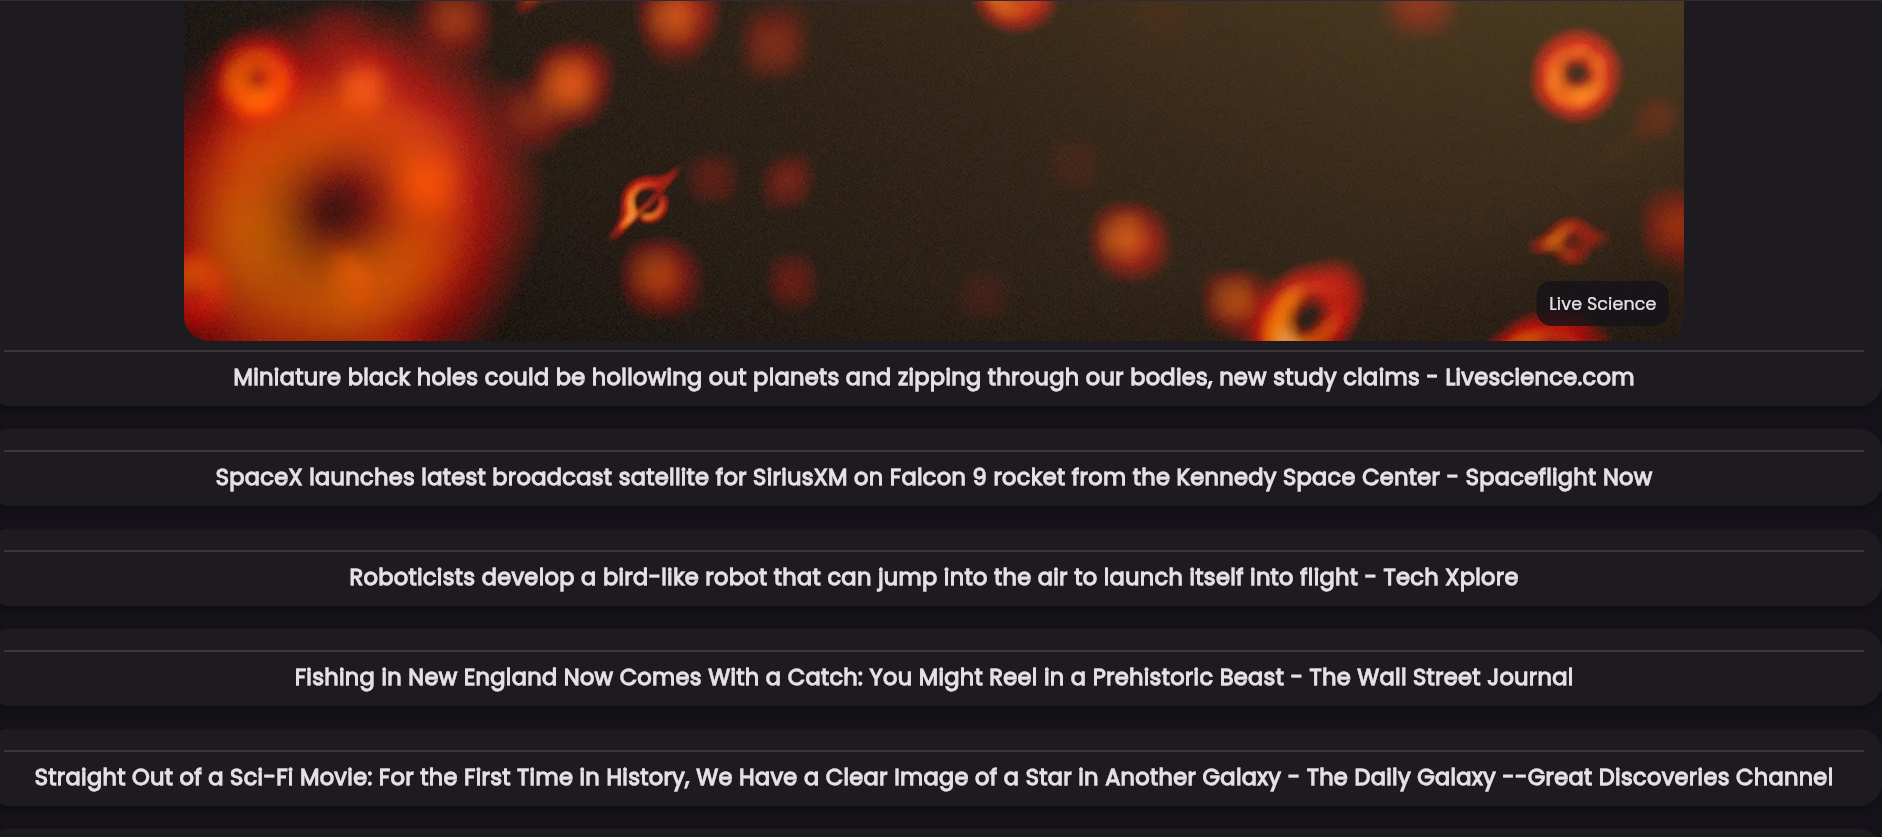 Live Science
Miniature black holes could be hollowing out planets and zipping through our bodies, new study claims - Livescience.com
SpaceX launches latest broadcast satellite for SiriusXM on Falcon 9 rocket from the Kennedy Space Center - Spaceflight Now
Roboticists develop a bird-like robot that can jump into the air to launch itself into flight - Tech Xplore
Fishing in New England Now Comes With a Catch: You Might Reel in a Prehistoric Beast - The Wall Street Journal
Straight Out of a Sci-Fi Movie: For the First Time in History, We Have a Clear Image of a Star in Another Galaxy - The Daily Galaxy --Great Discoveries Channel